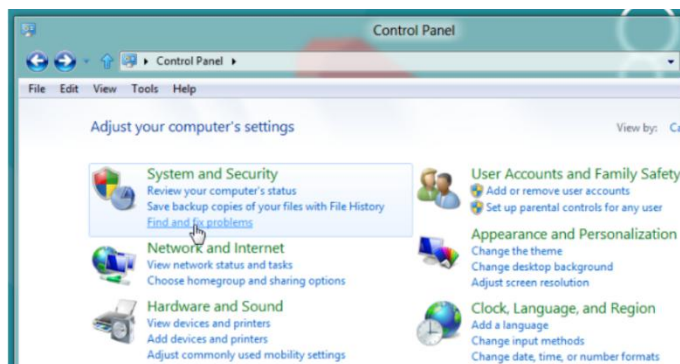 Control Panel
Control Panel
File Edit View Tools Help
Adjust your computer's settings
View by:
System and Security
Review your computer's status
Save backup copies of your files with File History
Find and fix problems
Network and Internet
View network status and tasks
Choose homegroup and sharing options
Hardware and Sound
View devices and printers
Add devices and printers
Adjust commonly used mobility settings
User Accounts and Family Safety
Add or remove user accounts
Set up parental controls for any user
Appearance and Personalization
Change the theme
Change desktop background
Adjust screen resolution
Clock, Language, and Region
Add a language
Change input methods
Change date, time, or number formats